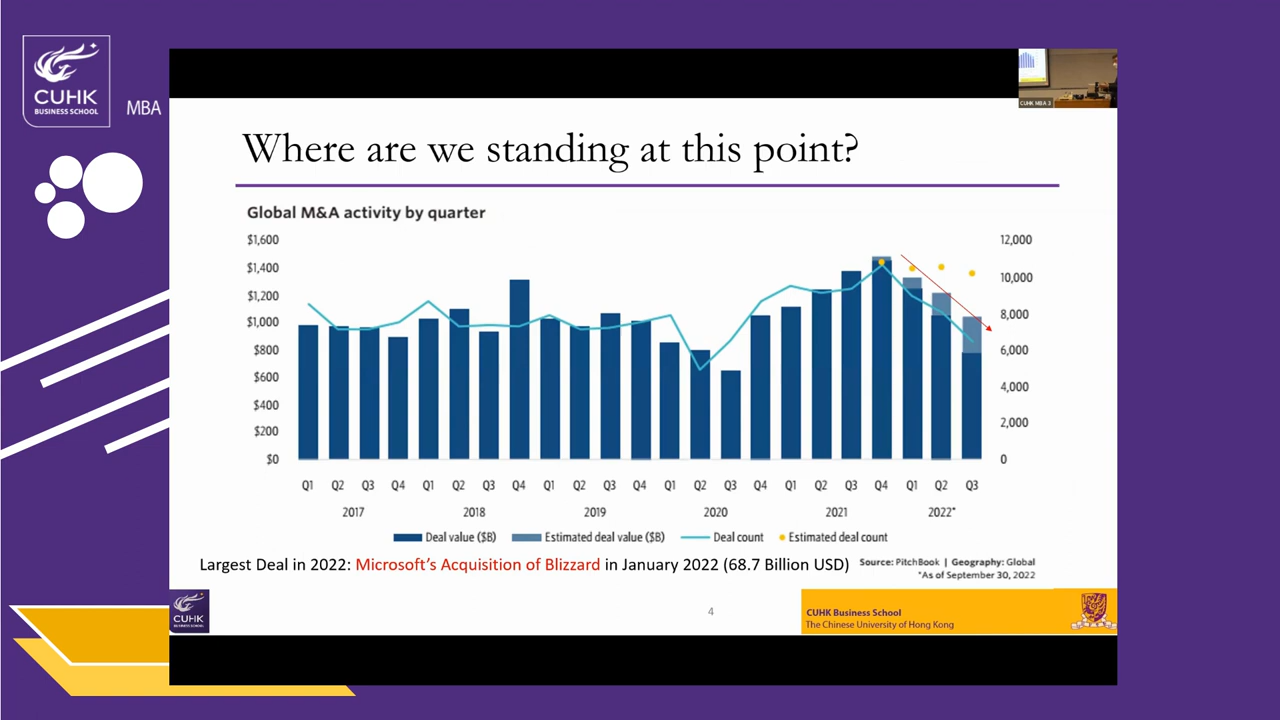 CUHK
BUSINESS SCHOOL
MBA
CUHK MBA 3
Where are we standing at this point?
Global M&A activity by quarter
$1,600
$1,400
$1,200
$1,000
$800
$600
$400
$200
$0
12,000
10,000
8,000
6,000
4,000
2,000
0
Q1 Q2 Q3 Q4 Q1 Q2 Q3 Q4 Q1 Q2 Q3 Q4 Q1 Q2 Q3 Q4 Q1 Q2 Q3 Q4 Q1 Q2 Q3
2017 2018 2019 2020 2021 2022*
Deal value ($B) Estimated deal value ($B) Deal count Estimated deal count
Largest Deal in 2022: Microsoft’s Acquisition of Blizzard in January 2022 (68.7 Billion USD)
Source: PitchBook | Geography: Global
*As of September 30, 2022
CUHK
BUSINESS SCHOOL
4
CUHK Business School
The Chinese University of Hong Kong